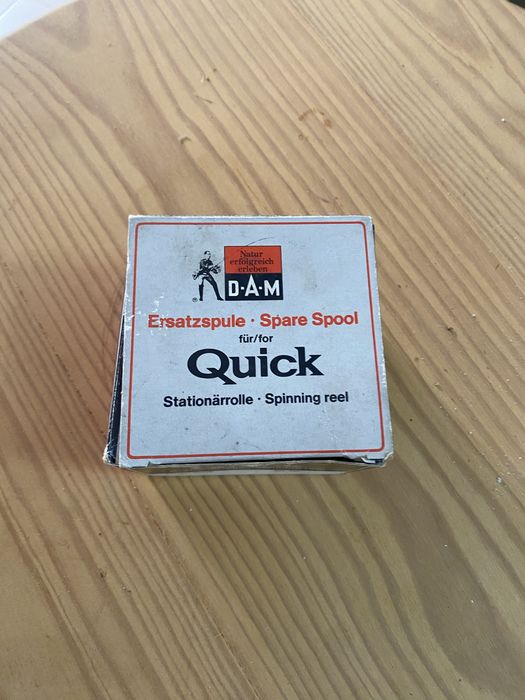 Natur
erfolgreich
erleben
D·A·M
®
Ersatzspule · Spare Spool
für/for
Quick
Stationärrolle · Spinning reel